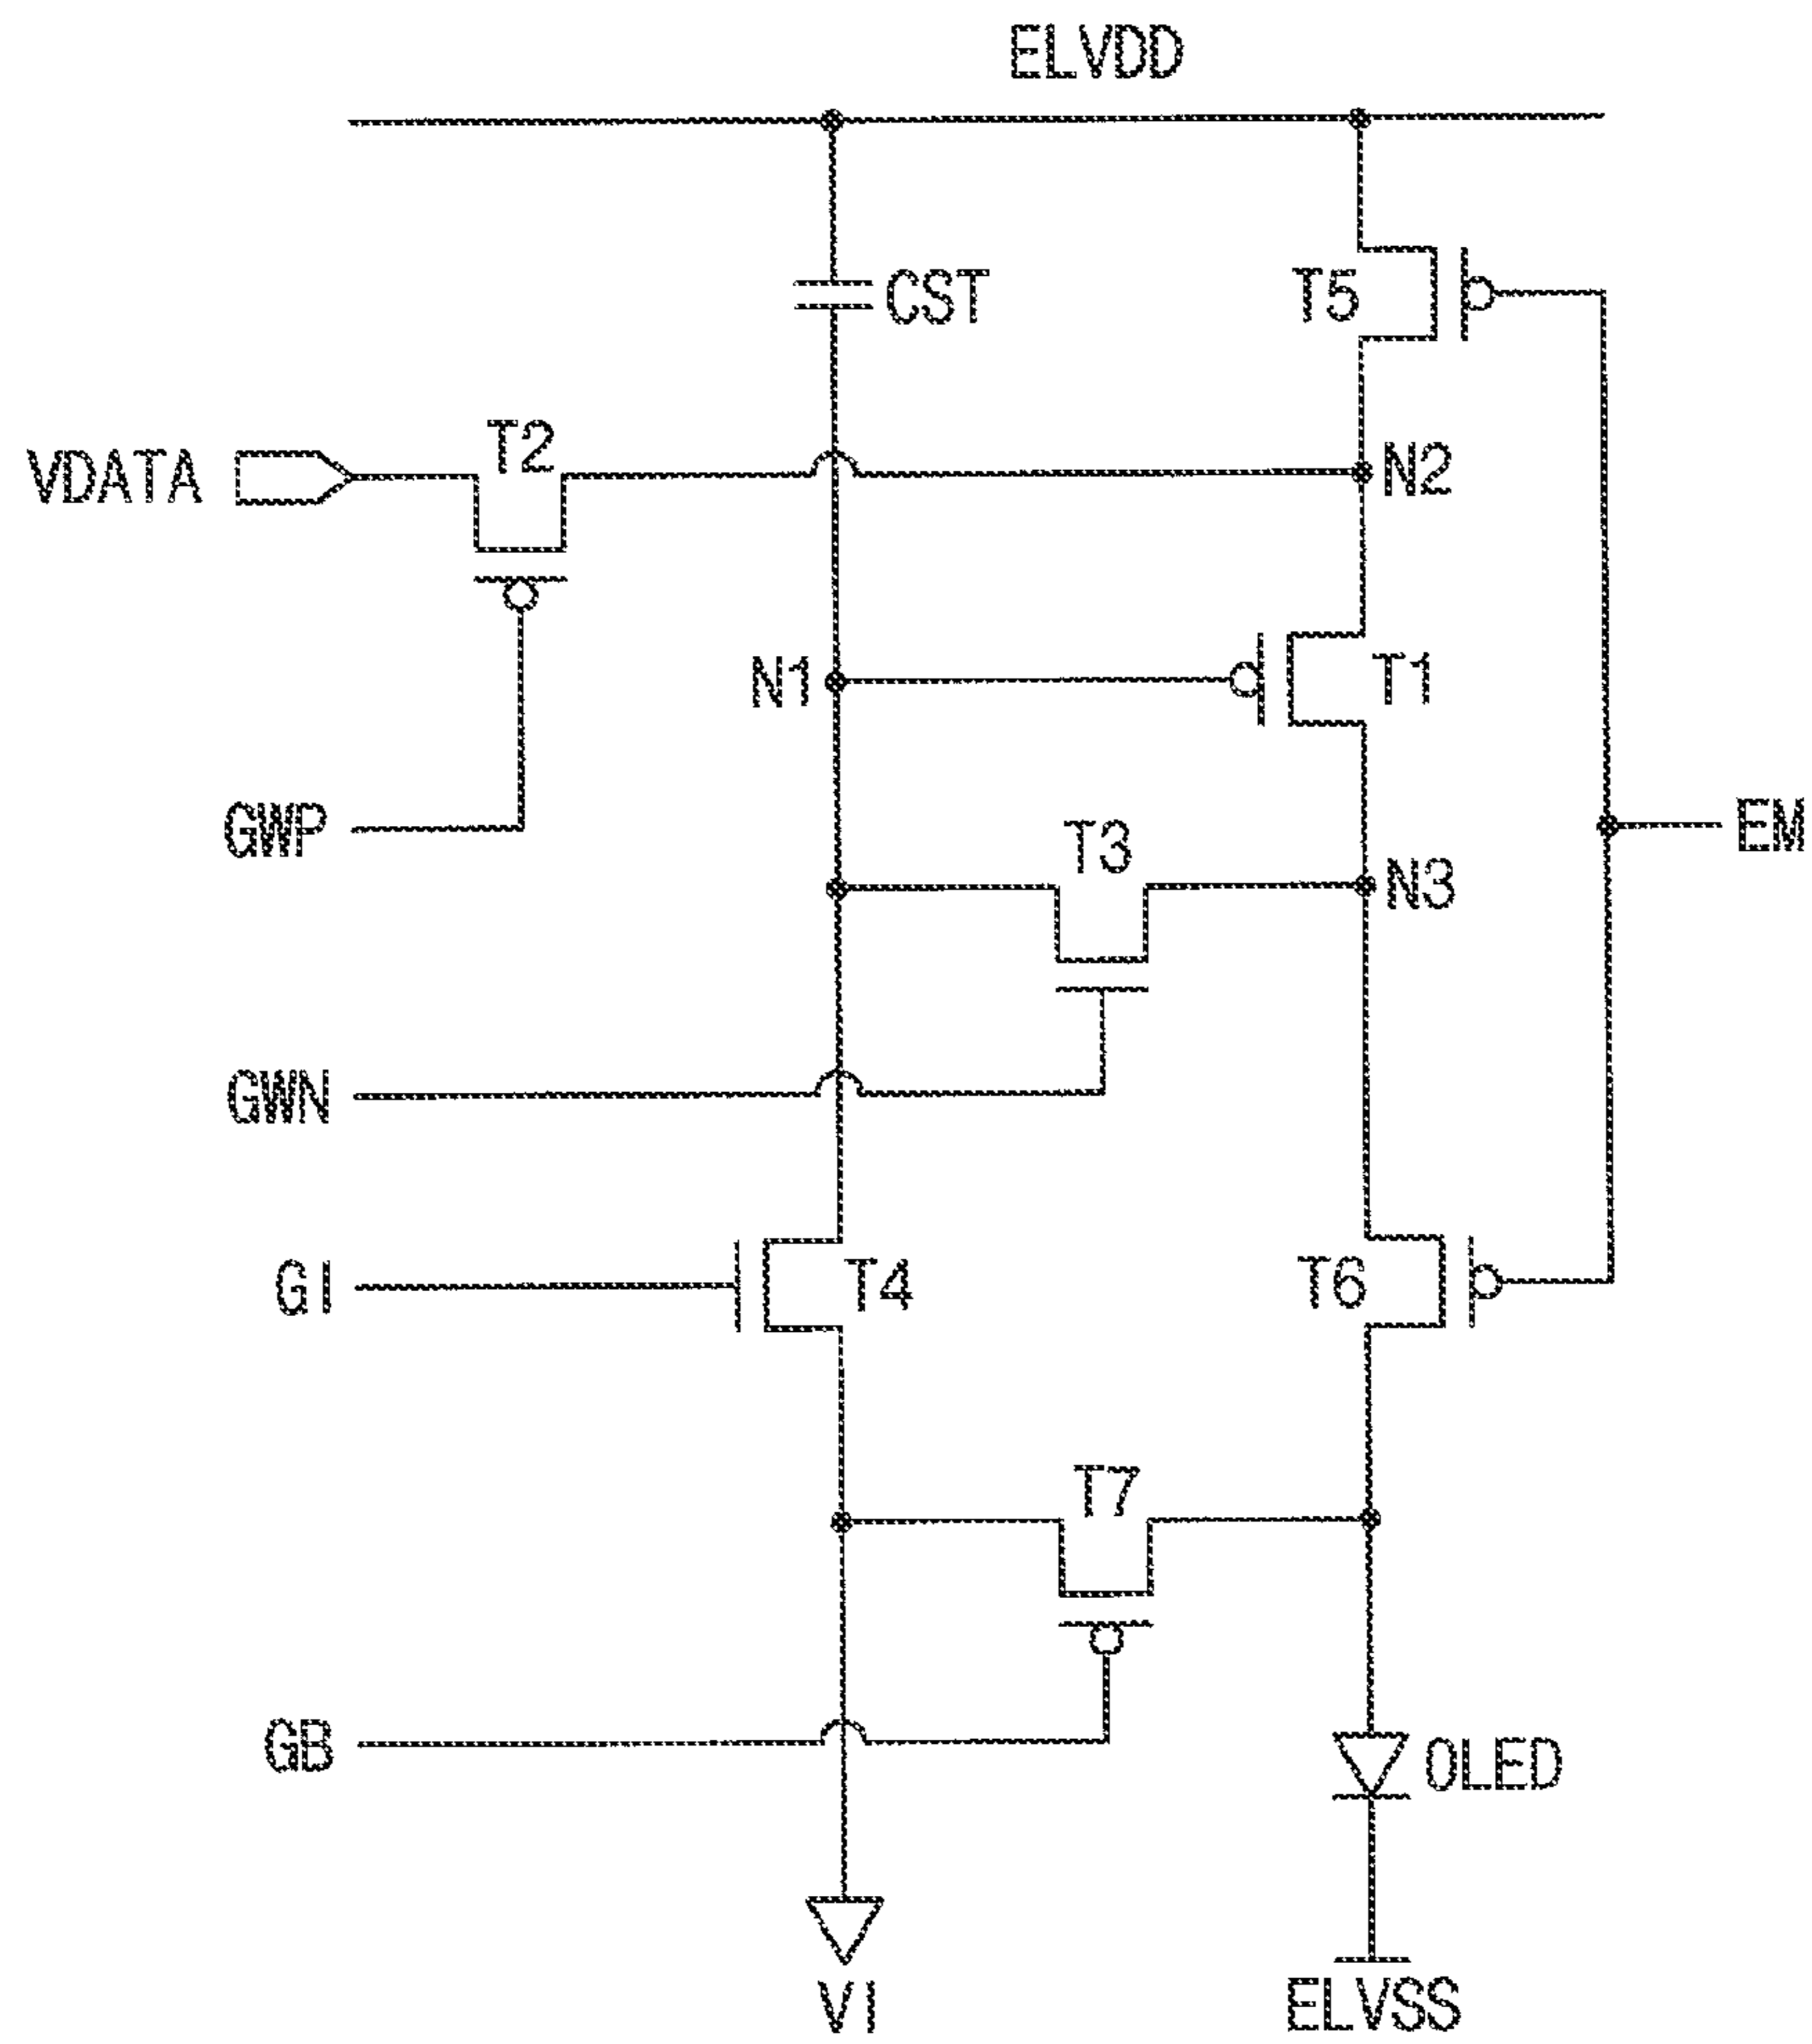 ELVDD
CST
T5
T2
VDATA
N2
N1
T1
GWP
T3
EM
N3
GWN
GI
T4
T6
T7
GB
OLED
VI
ELVSS